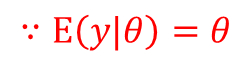 ∵ E(y|θ) = θ